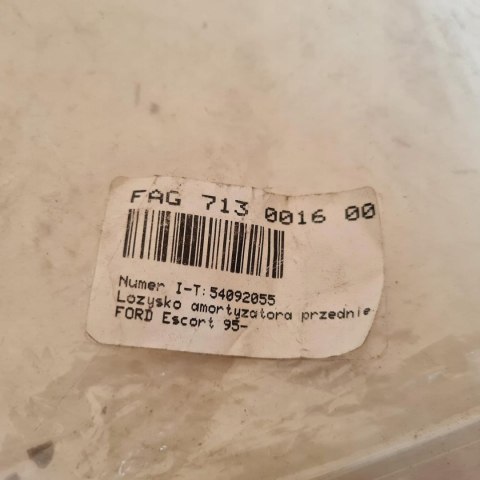 FAG 713 0016 00
Numer I-T:54092055
Lozysko amortyzatora przednie
FORD Escort 95-